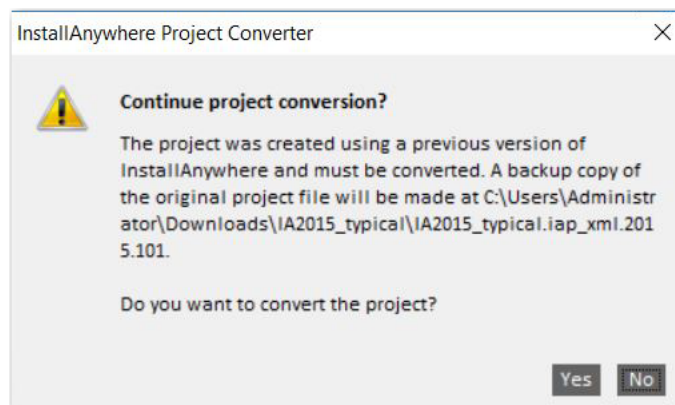 InstallAnywhere Project Converter
Continue project conversion?
The project was created using a previous version of
InstallAnywhere and must be converted. A backup copy of
the original project file will be made at C:\Users\Administr
ator\Downloads\IA2015_typical\IA2015_typical.iap_xml.201
5.101.
Do you want to convert the project?
Yes No